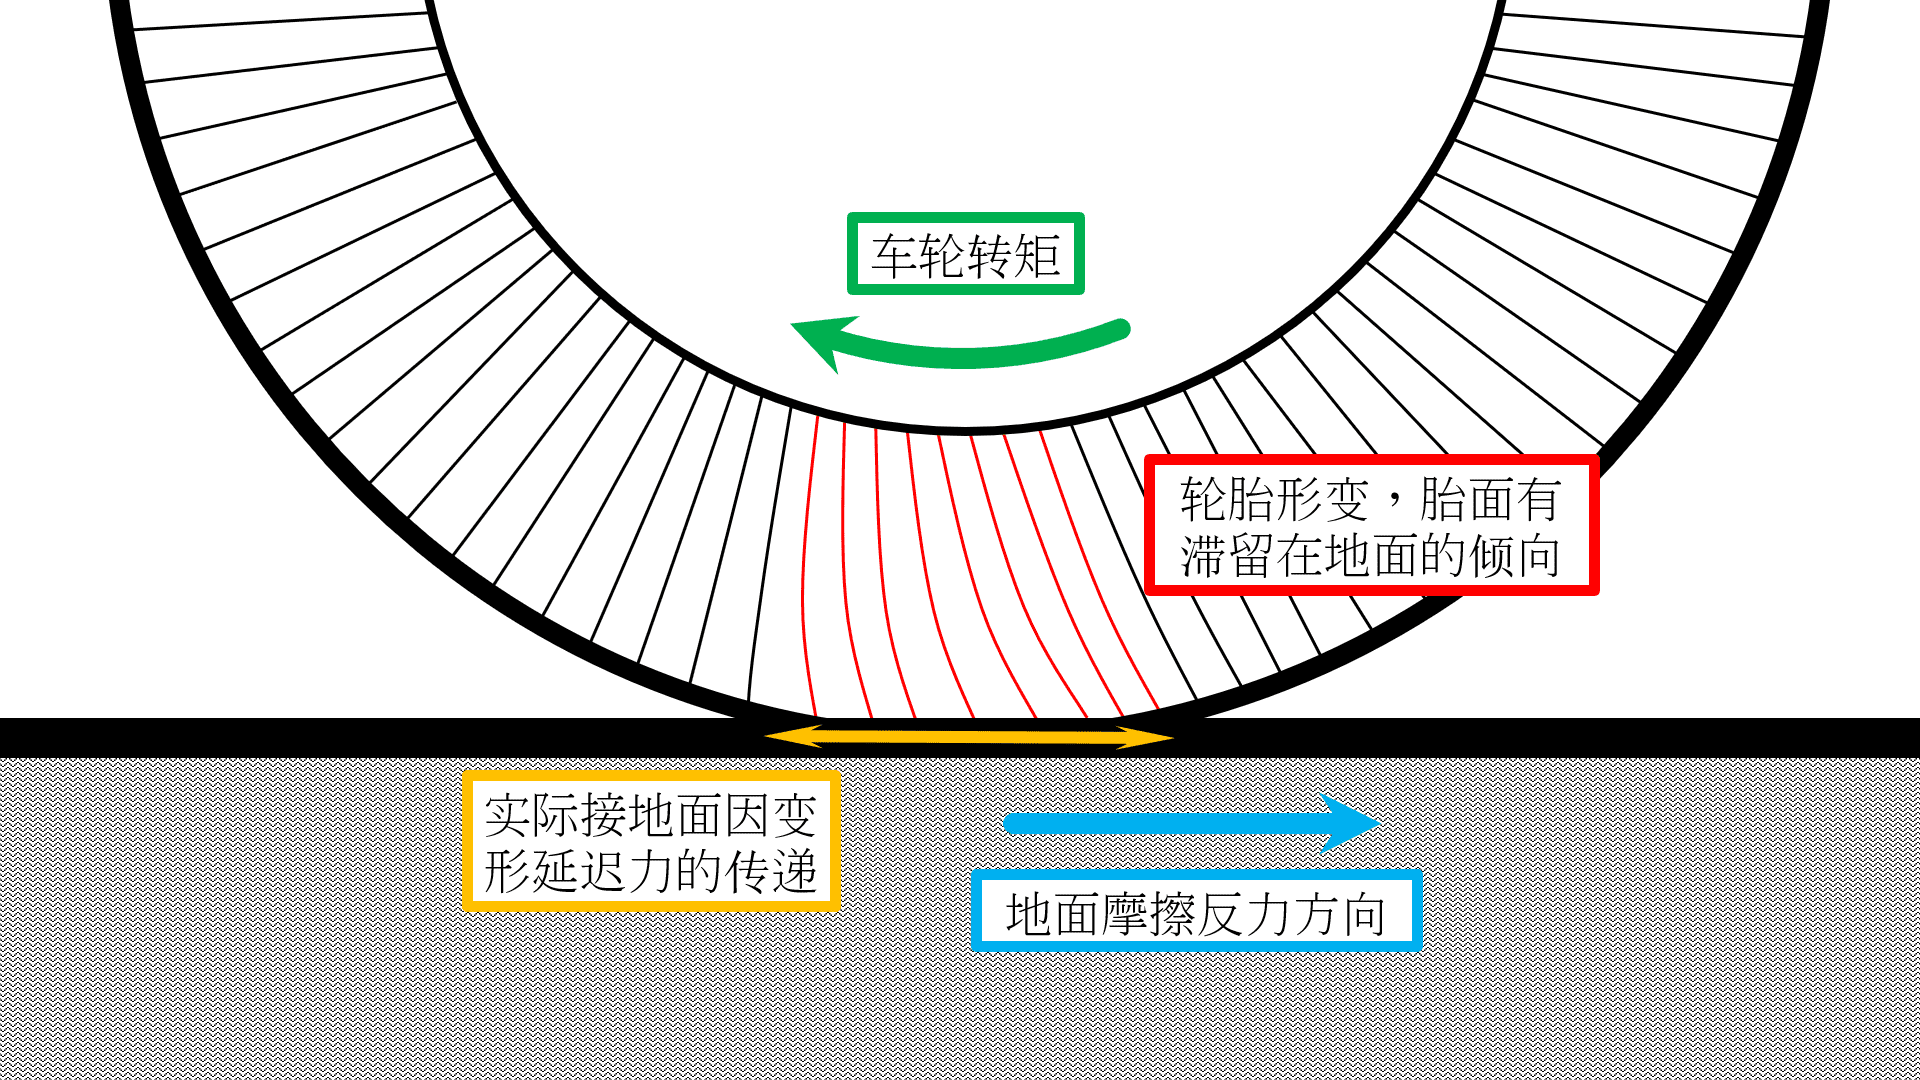 车轮转矩
轮胎形变，胎面有
滞留在地面的倾向
实际接地面因变
形延迟力的传递
地面摩擦反力方向